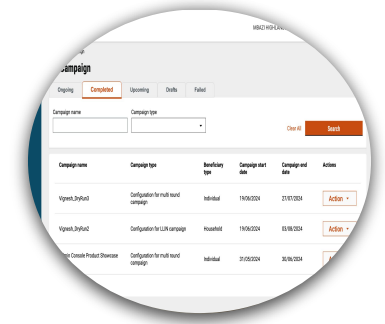 MBAZI HIGHLAN
Campaign
Ongoing Completed Upcoming Drafts Failed
Campaign name Campaign type
Clear All Search
Campaign name Campaign type Beneficiary type Campaign start date Campaign end date Actions
Vignesh_DryRun3 Configuration for multi round campaign Individual 19/06/2024 27/07/2024 Action
Vignesh_DryRun2 Configuration for LLIN campaign Household 19/06/2024 03/08/2024 Action
Console Product Showcase Configuration for multi round campaign Individual 31/05/2024 30/06/2024